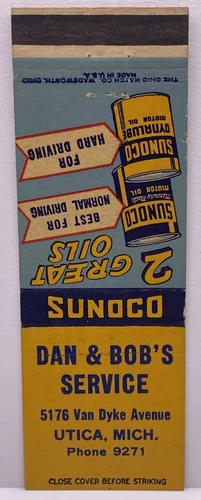 THE OHIO MATCH CO. WADSWORTH, OHIO
MADE IN U.S.A.
2 GREAT
OILS
BEST FOR
NORMAL DRIVING
SUNOCO
Mercury Made
MOTOR OIL
FOR
HARD DRIVING
SUNOCO
DYNALUBE
MOTOR OIL
SUNOCO
DAN & BOB'S
SERVICE
5176 Van Dyke Avenue
UTICA, MICH.
Phone 9271
CLOSE COVER BEFORE STRIKING